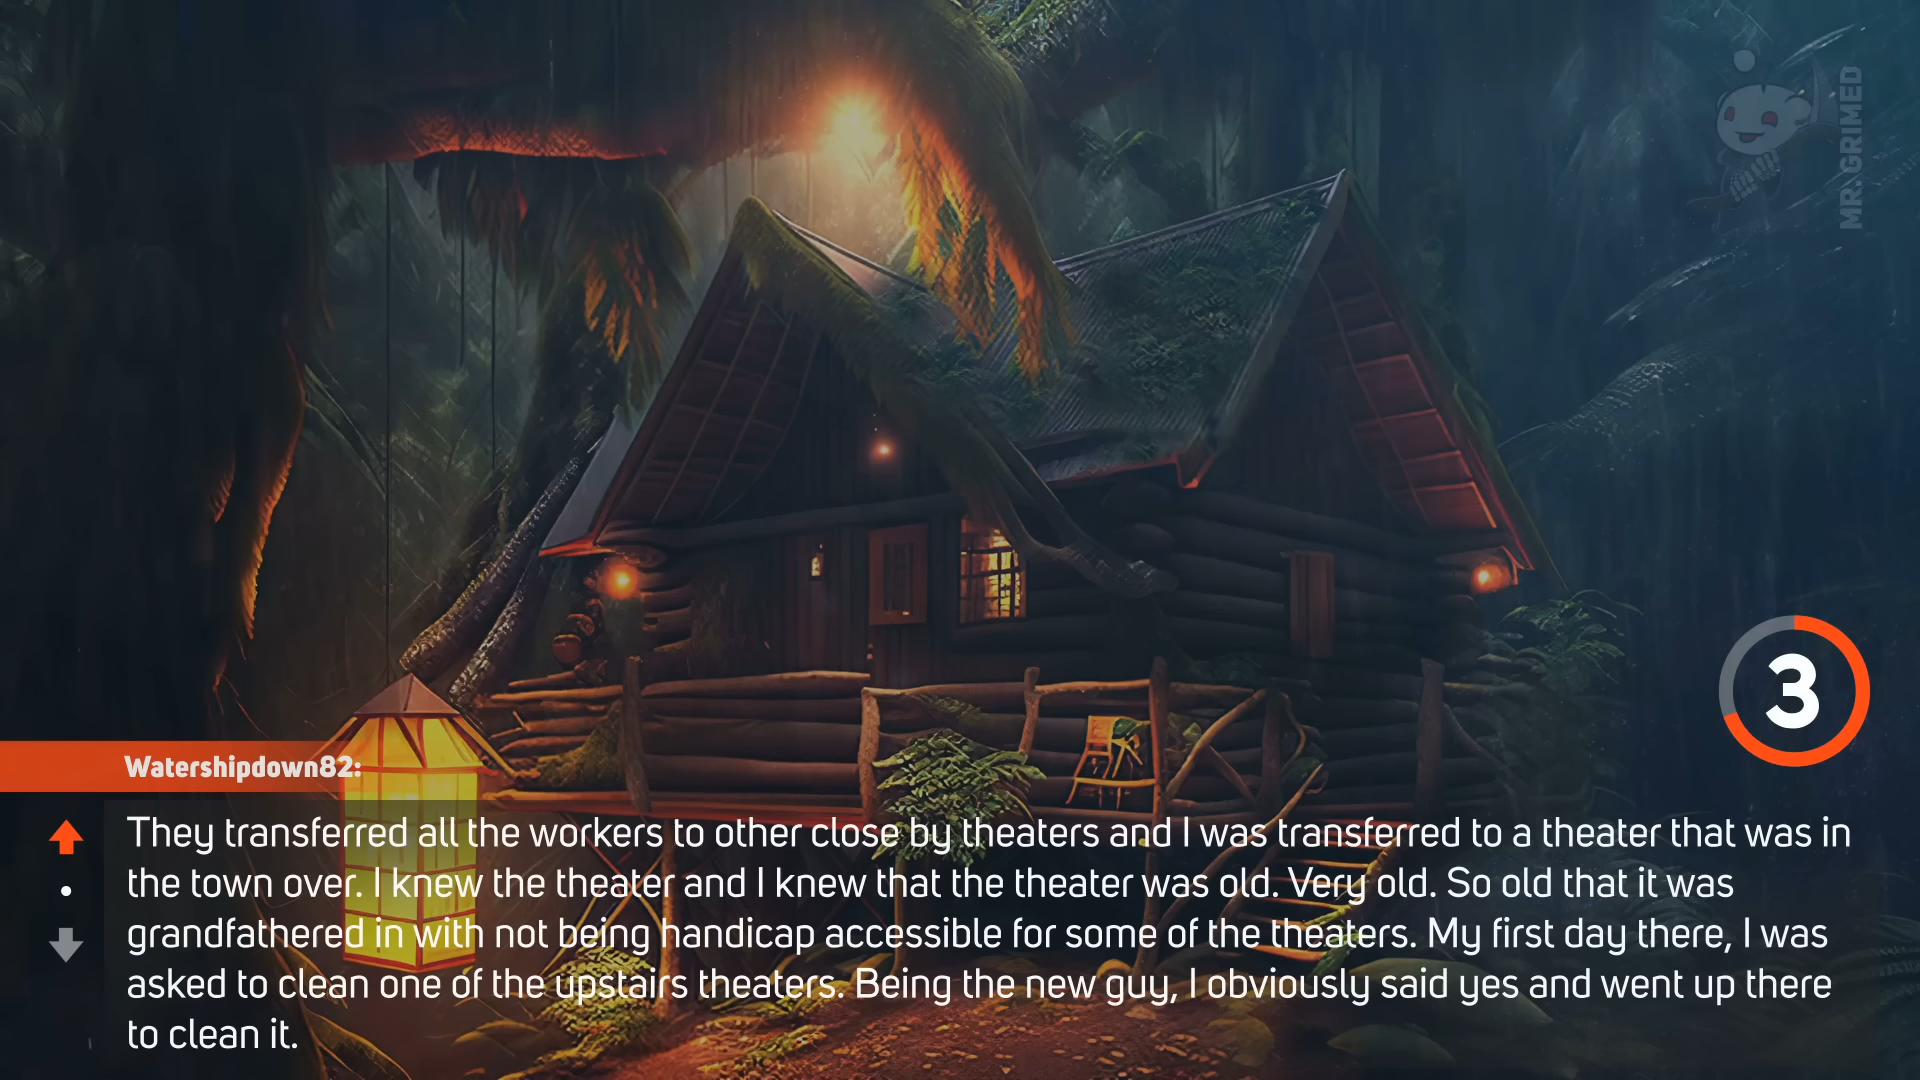 MR.GRIMED
3
Watershipdown82:
They transferred all the workers to other close by theaters and I was transferred to a theater that was in
the town over. I knew the theater and I knew that the theater was old. Very old. So old that it was
grandfathered in with not being handicap accessible for some of the theaters. My first day there, I was
asked to clean one of the upstairs theaters. Being the new guy, I obviously said yes and went up there
to clean it.